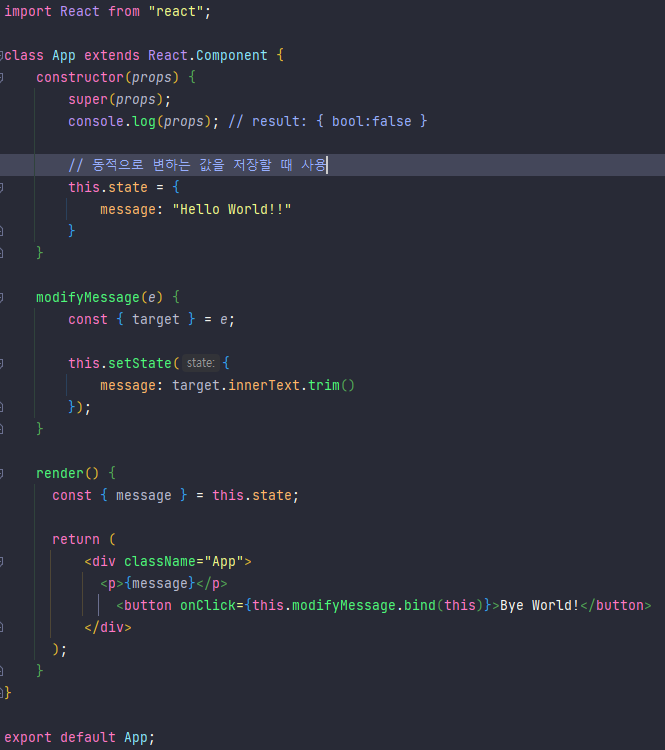 import React from "react";
class App extends React.Component {
constructor(props) {
super(props);
console.log(props); // result: { bool:false }
// 동적으로 변하는 값을 저장할 때 사용
this.state = {
message: "Hello World!!"
}
}
modifyMessage(e) {
const { target } = e;
this.setState( state: {
message: target.innerText.trim()
});
}
render() {
const { message } = this.state;
return (
<div className="App">
<p>{message}</p>
<button onClick={this.modifyMessage.bind(this)}>Bye World!</button>
</div>
);
}
}
export default App;